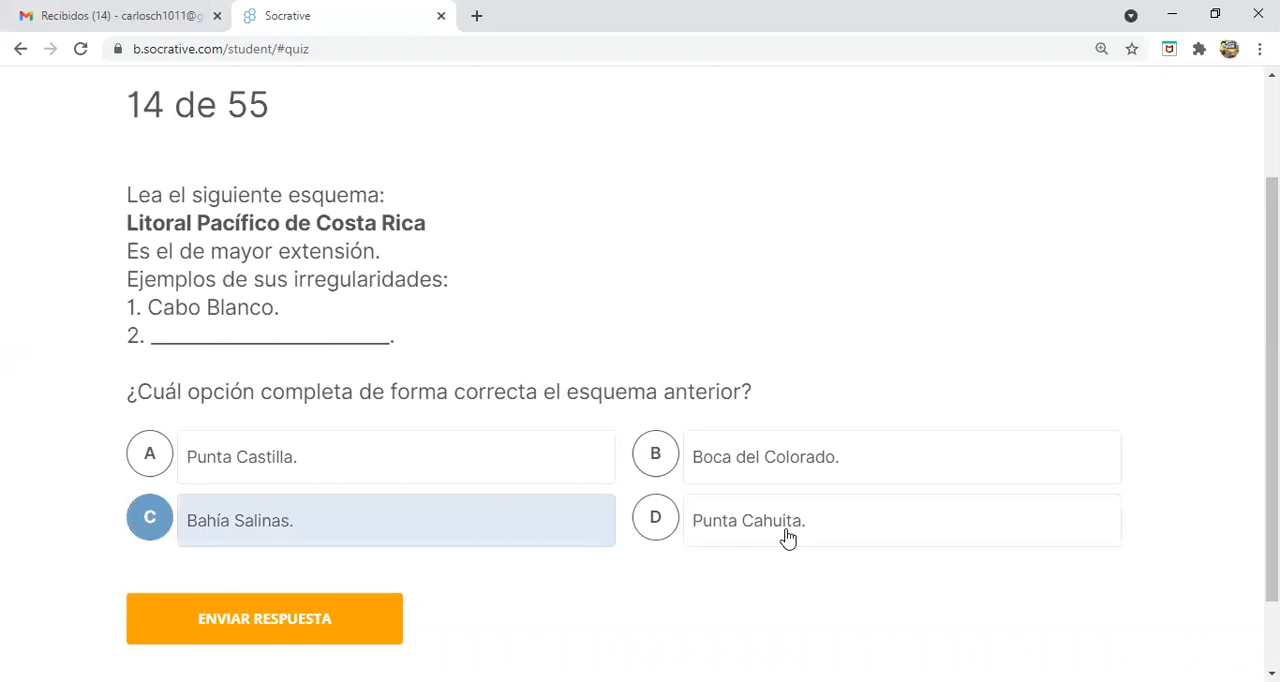 Recibidos (14) - carlosch1011@g
Socrative
b.socrative.com/student/#quiz
14 de 55
Lea el siguiente esquema:
Litoral Pacífico de Costa Rica
Es el de mayor extensión.
Ejemplos de sus irregularidades:
1. Cabo Blanco.
2. ______________________.
¿Cuál opción completa de forma correcta el esquema anterior?
A Punta Castilla.
B Boca del Colorado.
C Bahía Salinas.
D Punta Cahuita.
ENVIAR RESPUESTA